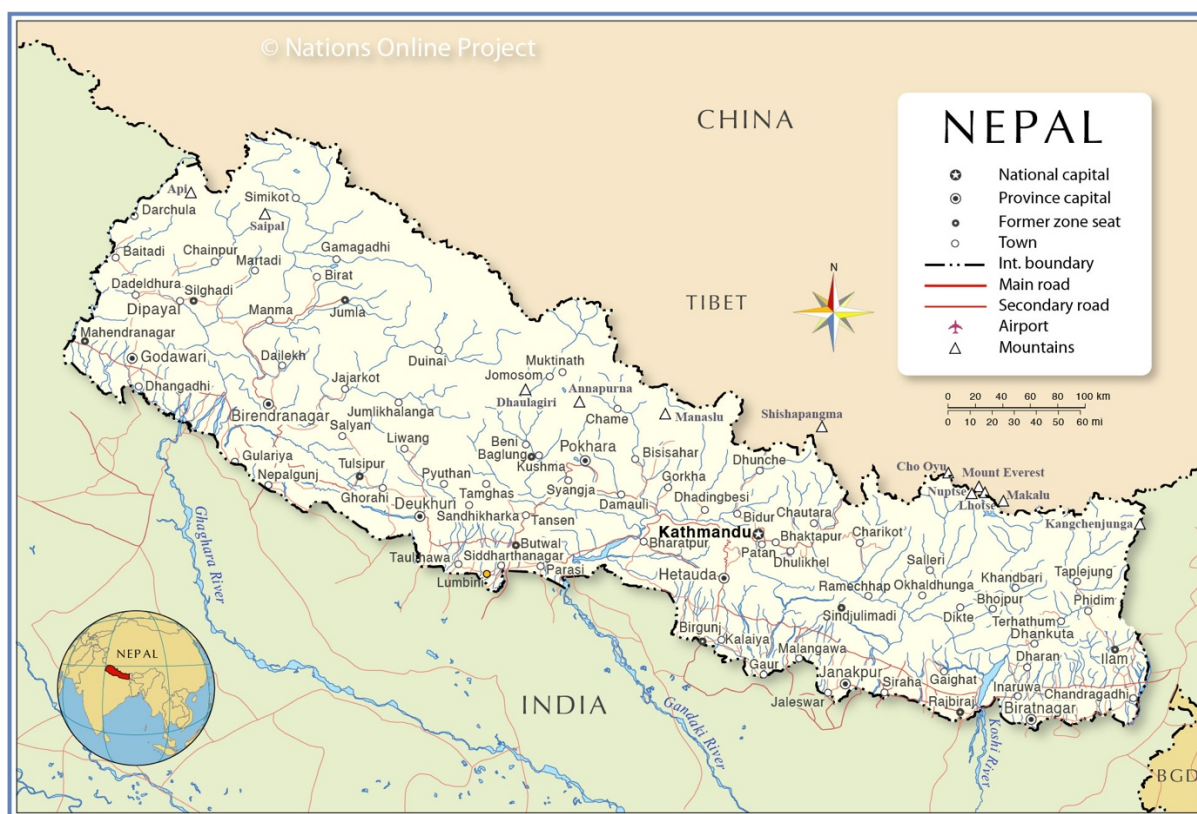 © Nations Online Project
CHINA
TIBET
NEPAL
National capital
Province capital
Former zone seat
Town
Int. boundary
Main road
Secondary road
Airport
Mountains
N
0 20 40 60 80 100 km
0 20 40 60 mi
Api
Simikot
Darchula
Saipal
Baitadi
Chainpur
Martadi
Gamagadhi
Birat
Dadeldhura
Silghadi
Dipayal
Jumla
Manma
Mahendranagar
Godawari
Dailekh
Duinai
Muktinath
Jomosom
Dhangadhi
Jajarkot
Dhaulagiri
Annapurna
Birendranagar
Jumlikhalanga
Chame
Manaslu
Shishapangma
Salyan
Liwang
Beni
Baglung
Kushma
Pokhara
Bisisahar
Dhunche
Gulariya
Nepalgunj
Tulsipur
Ghorahi
Pyuthan
Tamghas
Syangja
Gorkha
Damauli
Dhadingbesi
Cho Oyu
Mount Everest
Nuptse
Lhotse
Makalu
Kangchenjunga
Deukhuri
Sandhikharka
Tansen
Bidur
Chautara
Kathmandu
Bhaktapur
Charikot
Patan
Dhulikhel
Bharatpur
Butwal
Taulihawa
Siddharthanagar
Parasi
Lumbini
Hetauda
Salleri
Ramechhap
Okhaldhunga
Khandbari
Taplejung
Sindjulimadi
Dikte
Bhojpur
Phidim
Terhathum
Dhankuta
Birgunj
Kalaiya
Malangawa
Gaur
Janakpur
Jaleswar
Siraha
Gaighat
Rajbiraj
Dharan
Ilam
Inaruwa
Chandragadhi
Biratnagar
Ghaghara River
Gandaki River
Koshi River
INDIA
NEPAL
BGD